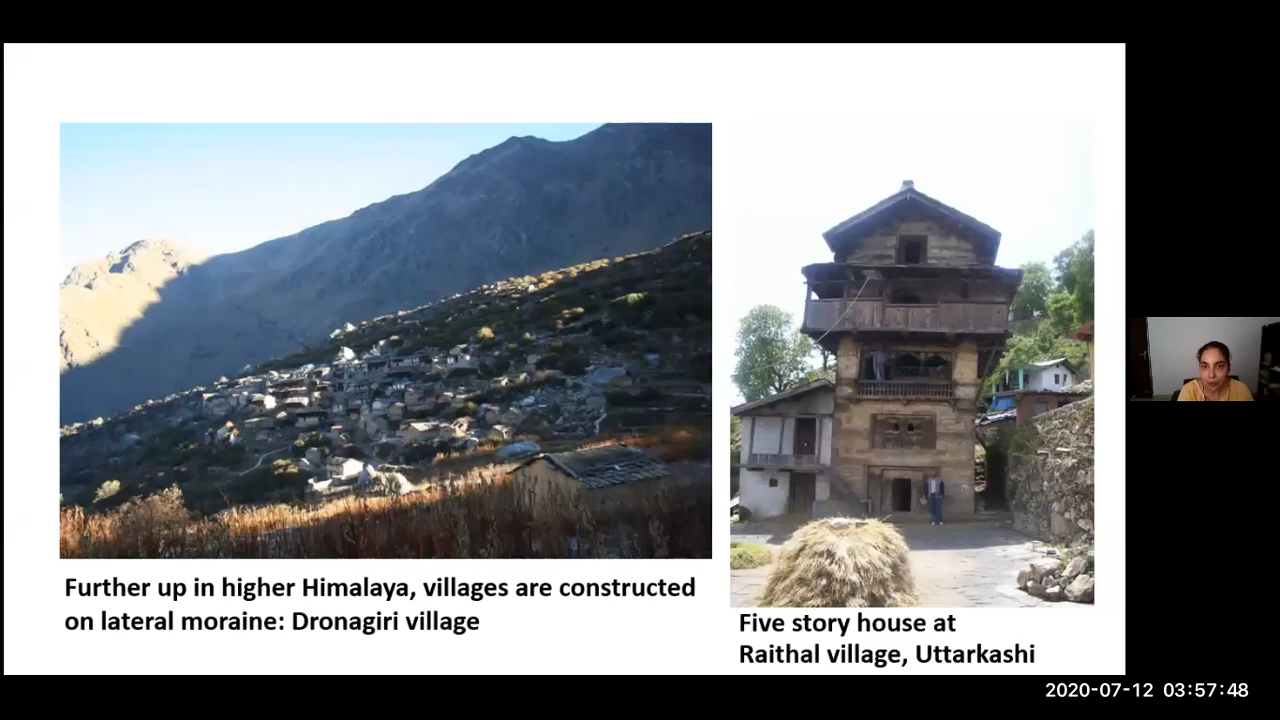 Further up in higher Himalaya, villages are constructed
on lateral moraine: Dronagiri village
Five story house at
Raithal village, Uttarkashi
2020-07-12 03:57:48